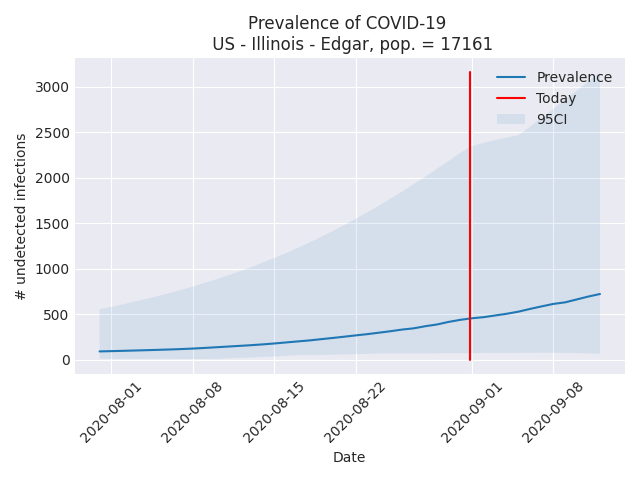 Prevalence of COVID-19
US - Illinois - Edgar, pop. = 17161
Prevalence
Today
95CI
# undetected infections
3000
2500
2000
1500
1000
500
0
2020-08-01
2020-08-08
2020-08-15
2020-08-22
2020-09-01
2020-09-08
Date